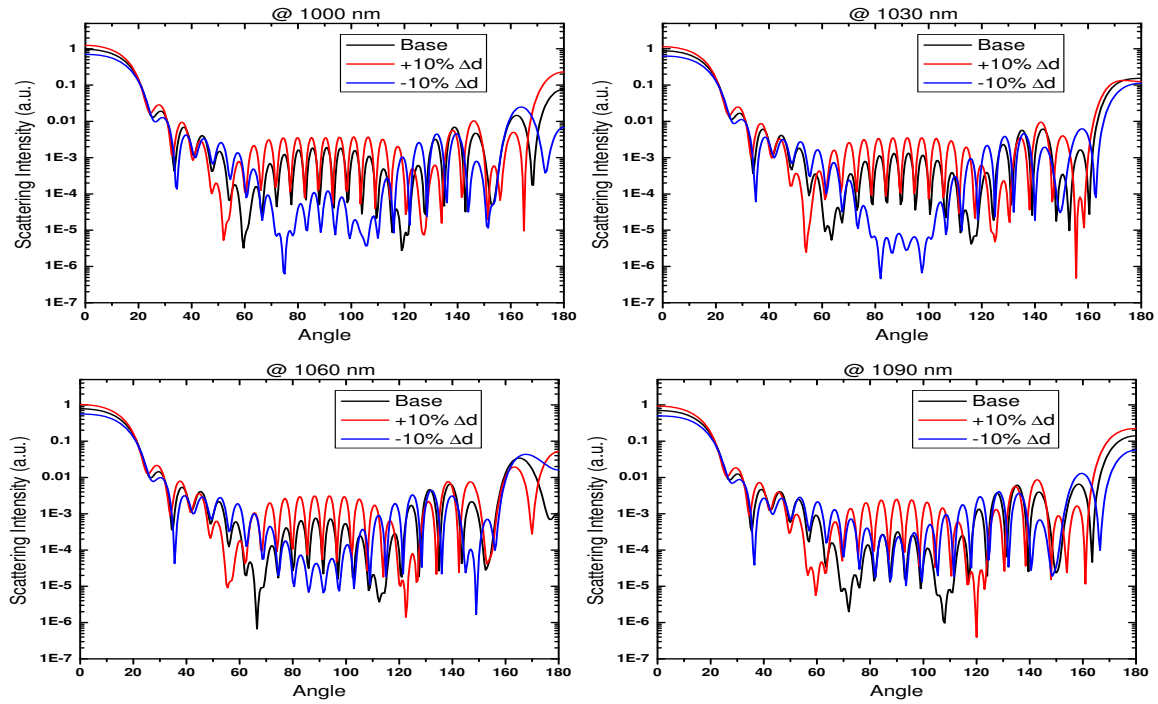 @ 1000 nm
Base
+10% Δd
-10% Δd
Scattering Intensity (a.u.)
1
0.1
0.01
1E-3
1E-4
1E-5
1E-6
1E-7
0 20 40 60 80 100 120 140 160 180
Angle
@ 1030 nm
Base
+10% Δd
-10% Δd
Scattering Intensity (a.u.)
1
0.1
0.01
1E-3
1E-4
1E-5
1E-6
1E-7
0 20 40 60 80 100 120 140 160 180
Angle
@ 1060 nm
Base
+10% Δd
-10% Δd
Scattering Intensity (a.u.)
1
0.1
0.01
1E-3
1E-4
1E-5
1E-6
1E-7
0 20 40 60 80 100 120 140 160 180
Angle
@ 1090 nm
Base
+10% Δd
-10% Δd
Scattering Intensity (a.u.)
1
0.1
0.01
1E-3
1E-4
1E-5
1E-6
1E-7
0 20 40 60 80 100 120 140 160 180
Angle